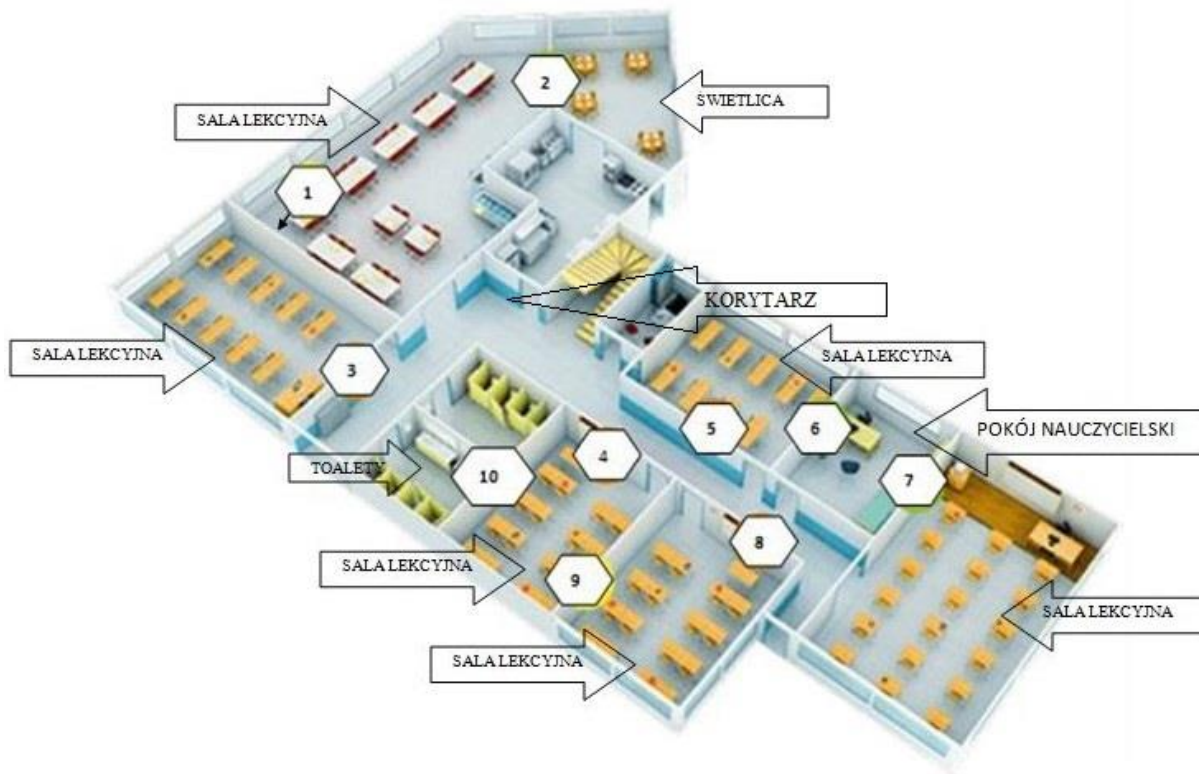 2
SALA LEKCYJNA
ŚWIETLICA
1
KORYTARZ
SALA LEKCYJNA
3
SALA LEKCYJNA
5
6
POKÓJ NAUCZYCIELSKI
4
TOALETY
10
7
8
SALA LEKCYJNA
9
SALA LEKCYJNA
SALA LEKCYJNA